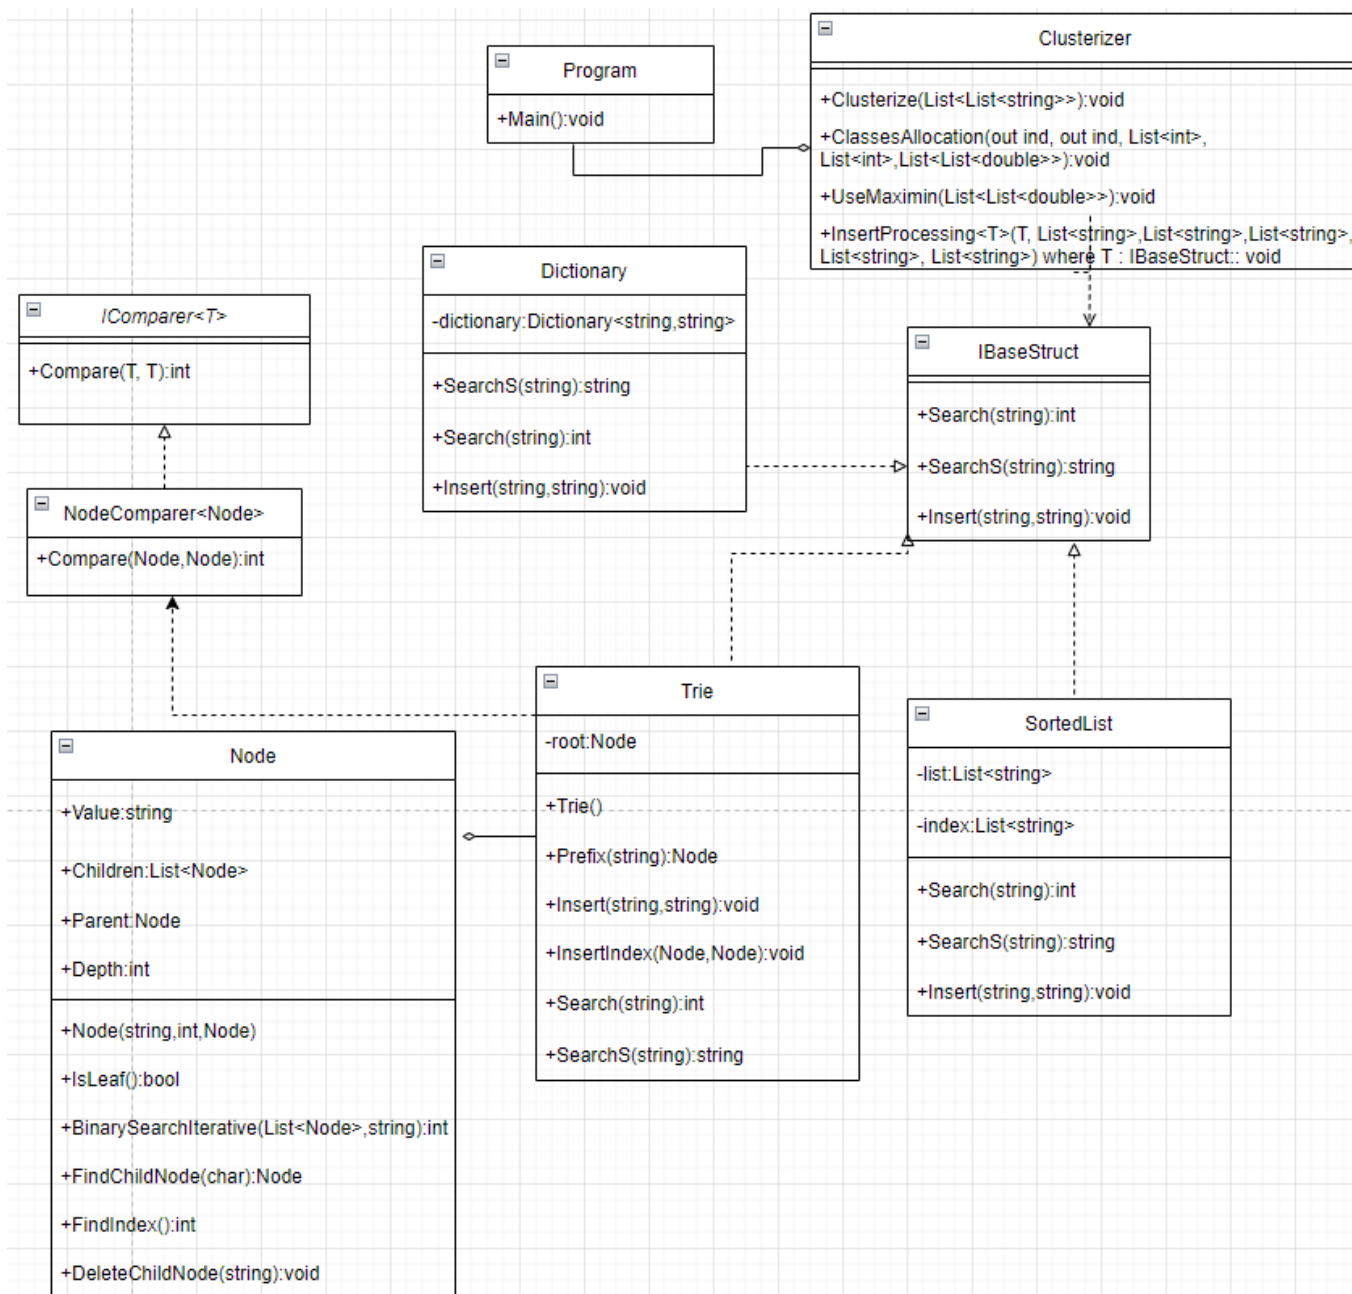 Program
+Main():void
Clusterizer
+Clusterize(List<List<string>>):void
+ClassesAllocation(out ind, out ind, List<int>,
List<int>,List<List<double>>):void
+UseMaximin(List<List<double>>):void
+InsertProcessing<T>(T, List<string>,List<string>,List<string>,
List<string>, List<string>) where T : IBaseStruct:: void
Dictionary
-dictionary:Dictionary<string,string>
+SearchS(string):string
+Search(string):int
+Insert(string,string):void
IComparer<T>
+Compare(T, T):int
IBaseStruct
+Search(string):int
+SearchS(string):string
+Insert(string,string):void
NodeComparer<Node>
+Compare(Node,Node):int
Trie
-root:Node
+Trie()
+Prefix(string):Node
+Insert(string,string):void
+InsertIndex(Node,Node):void
+Search(string):int
+SearchS(string):string
SortedList
-list:List<string>
-index:List<string>
+Search(string):int
+SearchS(string):string
+Insert(string,string):void
Node
+Value:string
+Children:List<Node>
+Parent:Node
+Depth:int
+Node(string,int,Node)
+IsLeaf():bool
+BinarySearchIterative(List<Node>,string):int
+FindChildNode(char):Node
+FindIndex():int
+DeleteChildNode(string):void